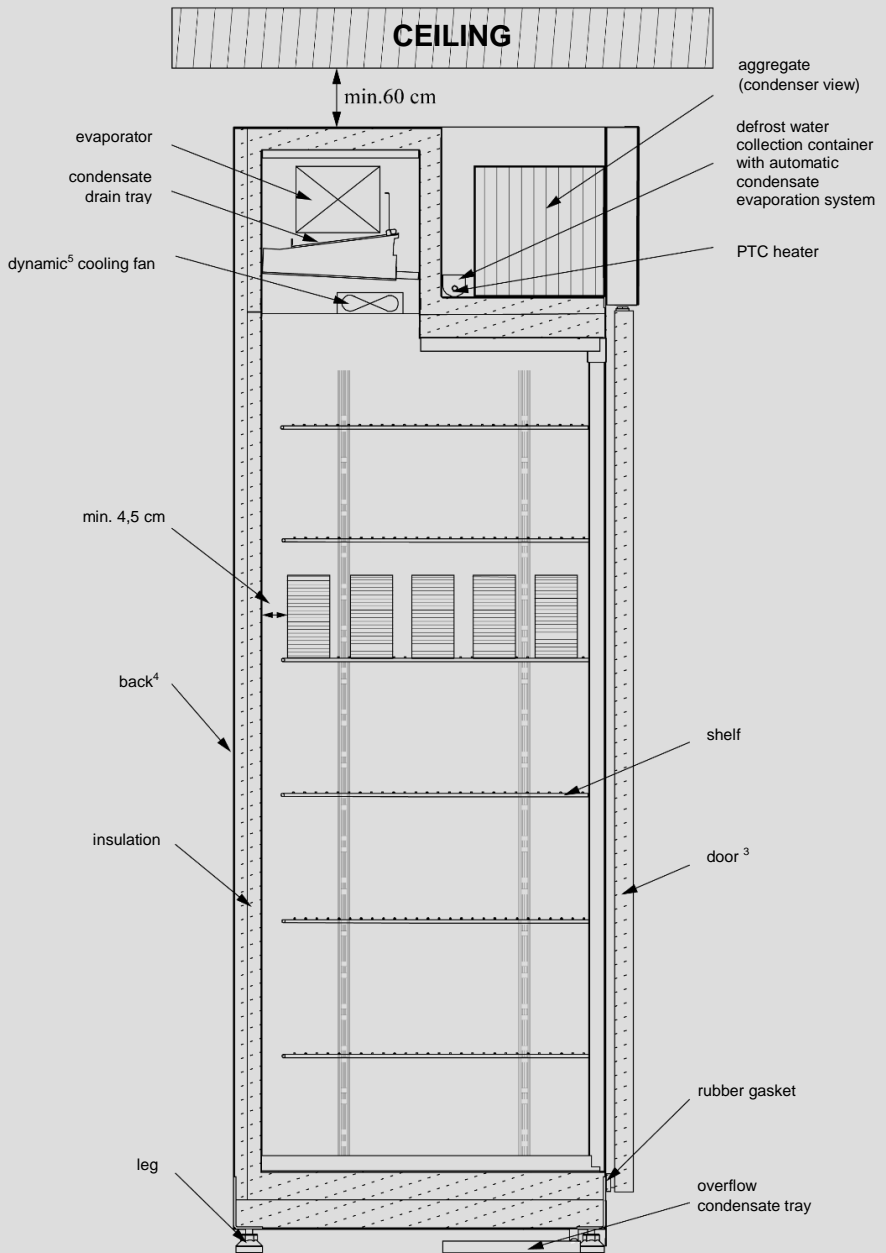 CEILING
min.60 cm
evaporator
condensate
drain tray
dynamic⁵ cooling fan
min. 4,5 cm
back⁴
insulation
leg
aggregate
(condenser view)
defrost water
collection container
with automatic
condensate
evaporation system
PTC heater
shelf
door ³
rubber gasket
overflow
condensate tray